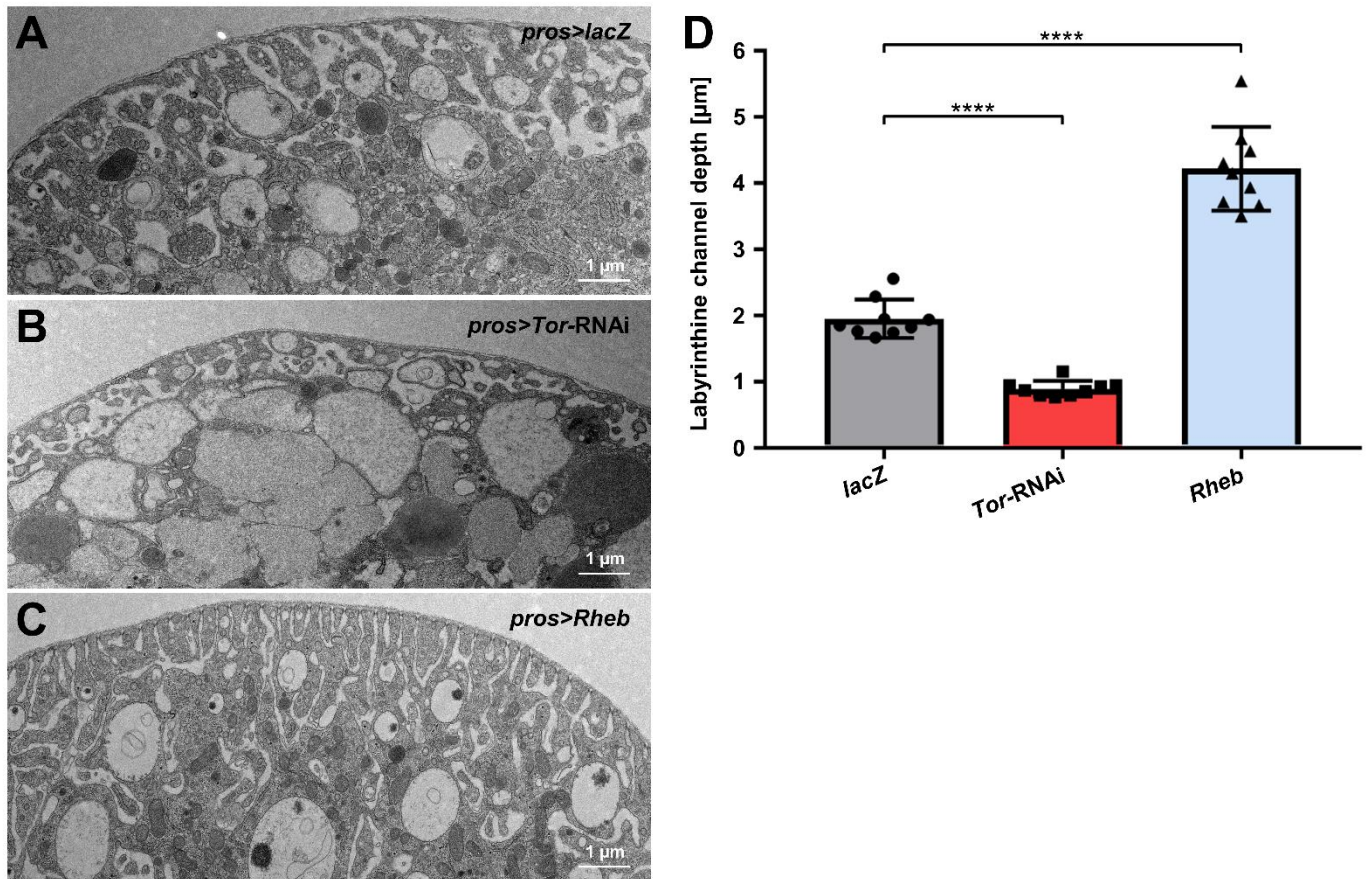 A
pros>lacZ
1 µm
B
pros>Tor-RNAi
1 µm
C
pros>Rheb
1 µm
D
****
****
Labyrinthine channel depth [µm]
6
5
4
3
2
1
0
lacZ
Tor-RNAi
Rheb